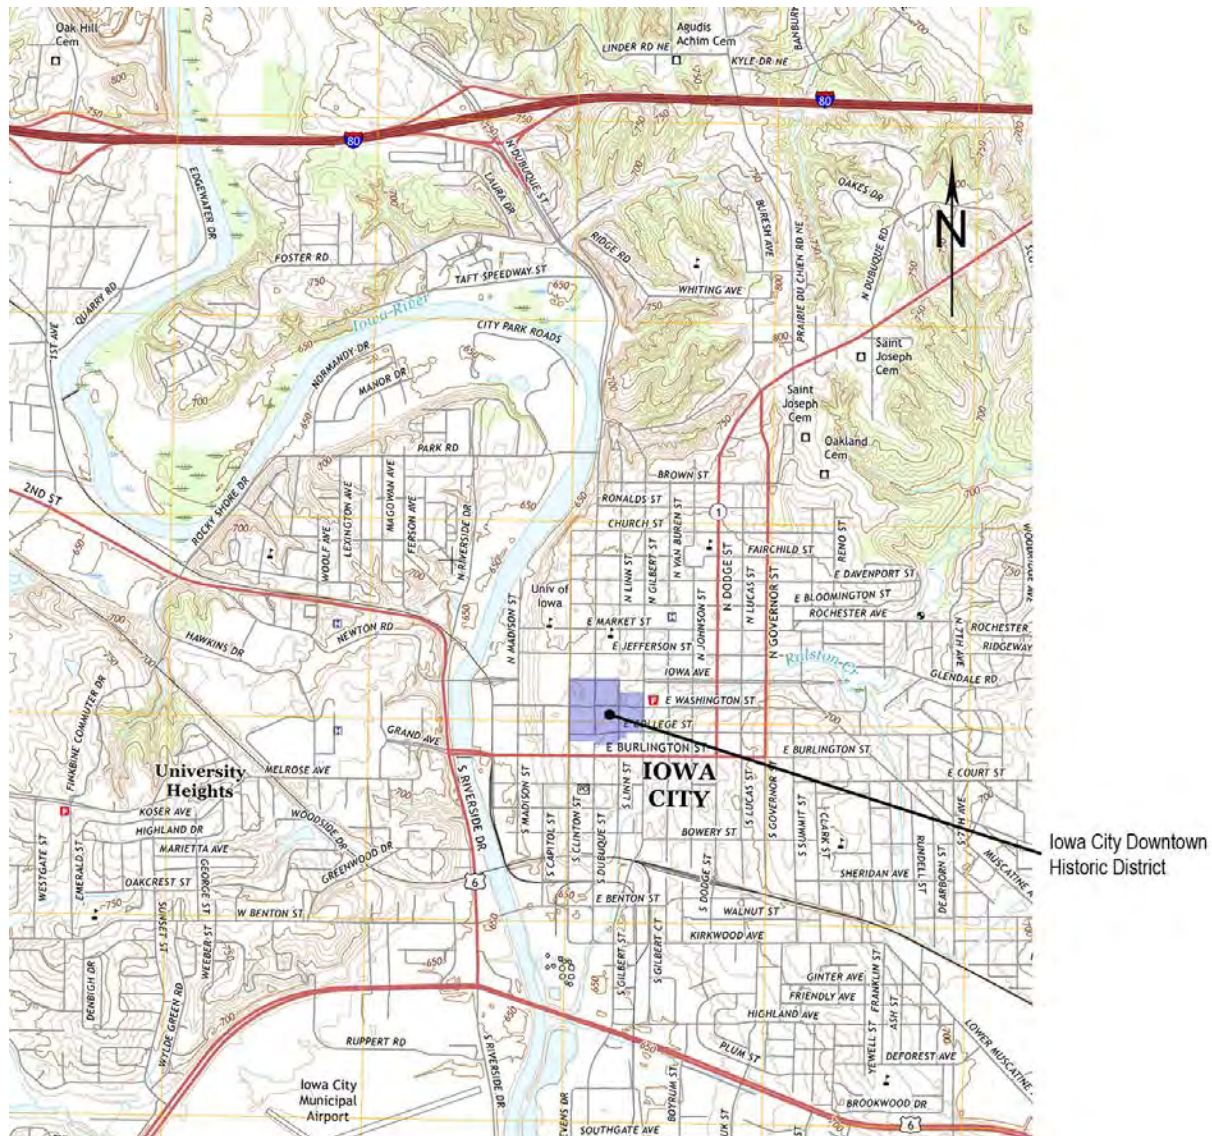 Oak Hill
Cem
Agudis
Achim Cem
LINDER RD NE
KYLE DR NE
BANBURY
700
750
800
80
80
N DUBUQUE ST
LAURA DR
EDGEWATER DR
FOSTER RD
TAFT SPEEDWAY ST
RIDGE RD
WHITING AVE
BURESH AVE
PRAIRIE DU CHIEN RD NE
OAKES DR
N DUBUQUE RD
N
QUARRY RD
1ST AVE
Iowa River
NORMANDY DR
MANOR DR
CITY PARK ROADS
Saint
Joseph
Cem
Saint
Joseph
Cem
Oakland
Cem
PARK RD
2ND ST
ROCKY SHORE DR
WOOLF AVE
LEXINGTON AVE
MAGOWAN AVE
FERSON AVE
N RIVERSIDE DR
BROWN ST
RONALDS ST
CHURCH ST
1
FAIRCHILD ST
RENO ST
E DAVENPORT ST
E BLOOMINGTON ST
ROCHESTER AVE
N LINN ST
N GILBERT ST
N VAN BUREN ST
N JOHNSON ST
N DODGE ST
N LUCAS ST
N GOVERNOR ST
Univ of
Iowa
N MADISON ST
E MARKET ST
E JEFFERSON ST
IOWA AVE
N 7TH AVE
ROCHESTER
RIDGEWAY
GLENDALE RD
Ralston Cr
HAWKINS DR
NEWTON RD
H
H
H
F
E WASHINGTON ST
E COLLEGE ST
E BURLINGTON ST
E BURLINGTON ST
E COURT ST
FINKBINE COMMUTER DR
GRAND AVE
MELROSE AVE
University
Heights
IOWA
CITY
F
KOSER AVE
HIGHLAND DR
MARIETTA AVE
OAKCREST ST
WESTGATE ST
EMERALD ST
GEORGE ST
SUNSET ST
WEEBER ST
WOODSIDE DR
GREENWOOD DR
W BENTON ST
S RIVERSIDE DR
6
S MADISON ST
S CAPITOL ST
S CLINTON ST
S DUBUQUE ST
S LINN ST
BOWERY ST
S LUCAS ST
S GOVERNOR ST
S SUMMIT ST
CLARK ST
S DODGE ST
SHERIDAN AVE
RUNDELL ST
DEARBORN ST
S 7TH AVE
Iowa City Downtown
Historic District
E BENTON ST
WALNUT ST
KIRKWOOD AVE
S GILBERT ST
S GILBERT CT
GINTER AVE
FRIENDLY AVE
HIGHLAND AVE
FRANKLIN ST
YEWELL ST
ASH ST
DEFOREST AVE
LOWER MUSCATINE
PLUM ST
BROOKWOOD DR
6
DENBIGH DR
WYLDE GREEN RD
RUPPERT RD
S RIVERSIDE DR
Iowa City
Municipal
Airport
BOYRUM ST
SOUTHGATE AVE